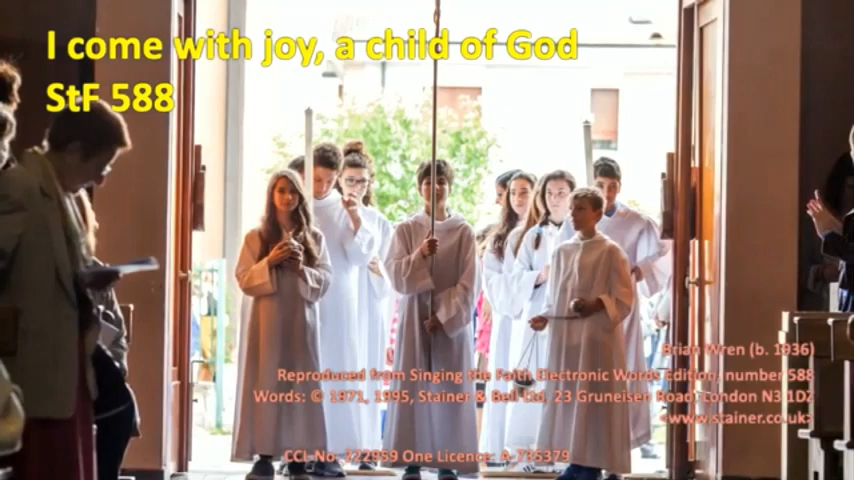 I come with joy, a child of God
StF 588
Brian Wren (b. 1936)
Reproduced from Singing the Faith Electronic Words Edition, number 588
Words: © 1971, 1995, Stainer & Bell Ltd, 23 Gruneisen Road, London N3 1DZ
<www.stainer.co.uk>
CCL No. 322959 One Licence: A-735379